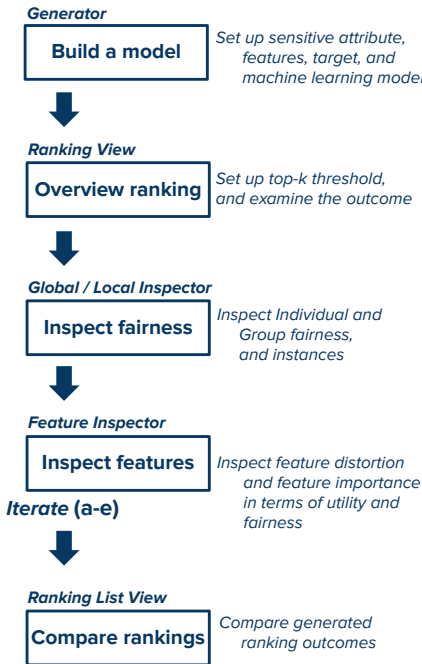 Generator
Build a model
Set up sensitive attribute,
features, target, and
machine learning model
Ranking View
Overview ranking
Set up top-k threshold,
and examine the outcome
Global / Local Inspector
Inspect fairness
Inspect Individual and
Group fairness,
and instances
Feature Inspector
Inspect features
Inspect feature distortion
and feature importance
in terms of utility and
fairness
Iterate (a-e)
Ranking List View
Compare rankings
Compare generated
ranking outcomes